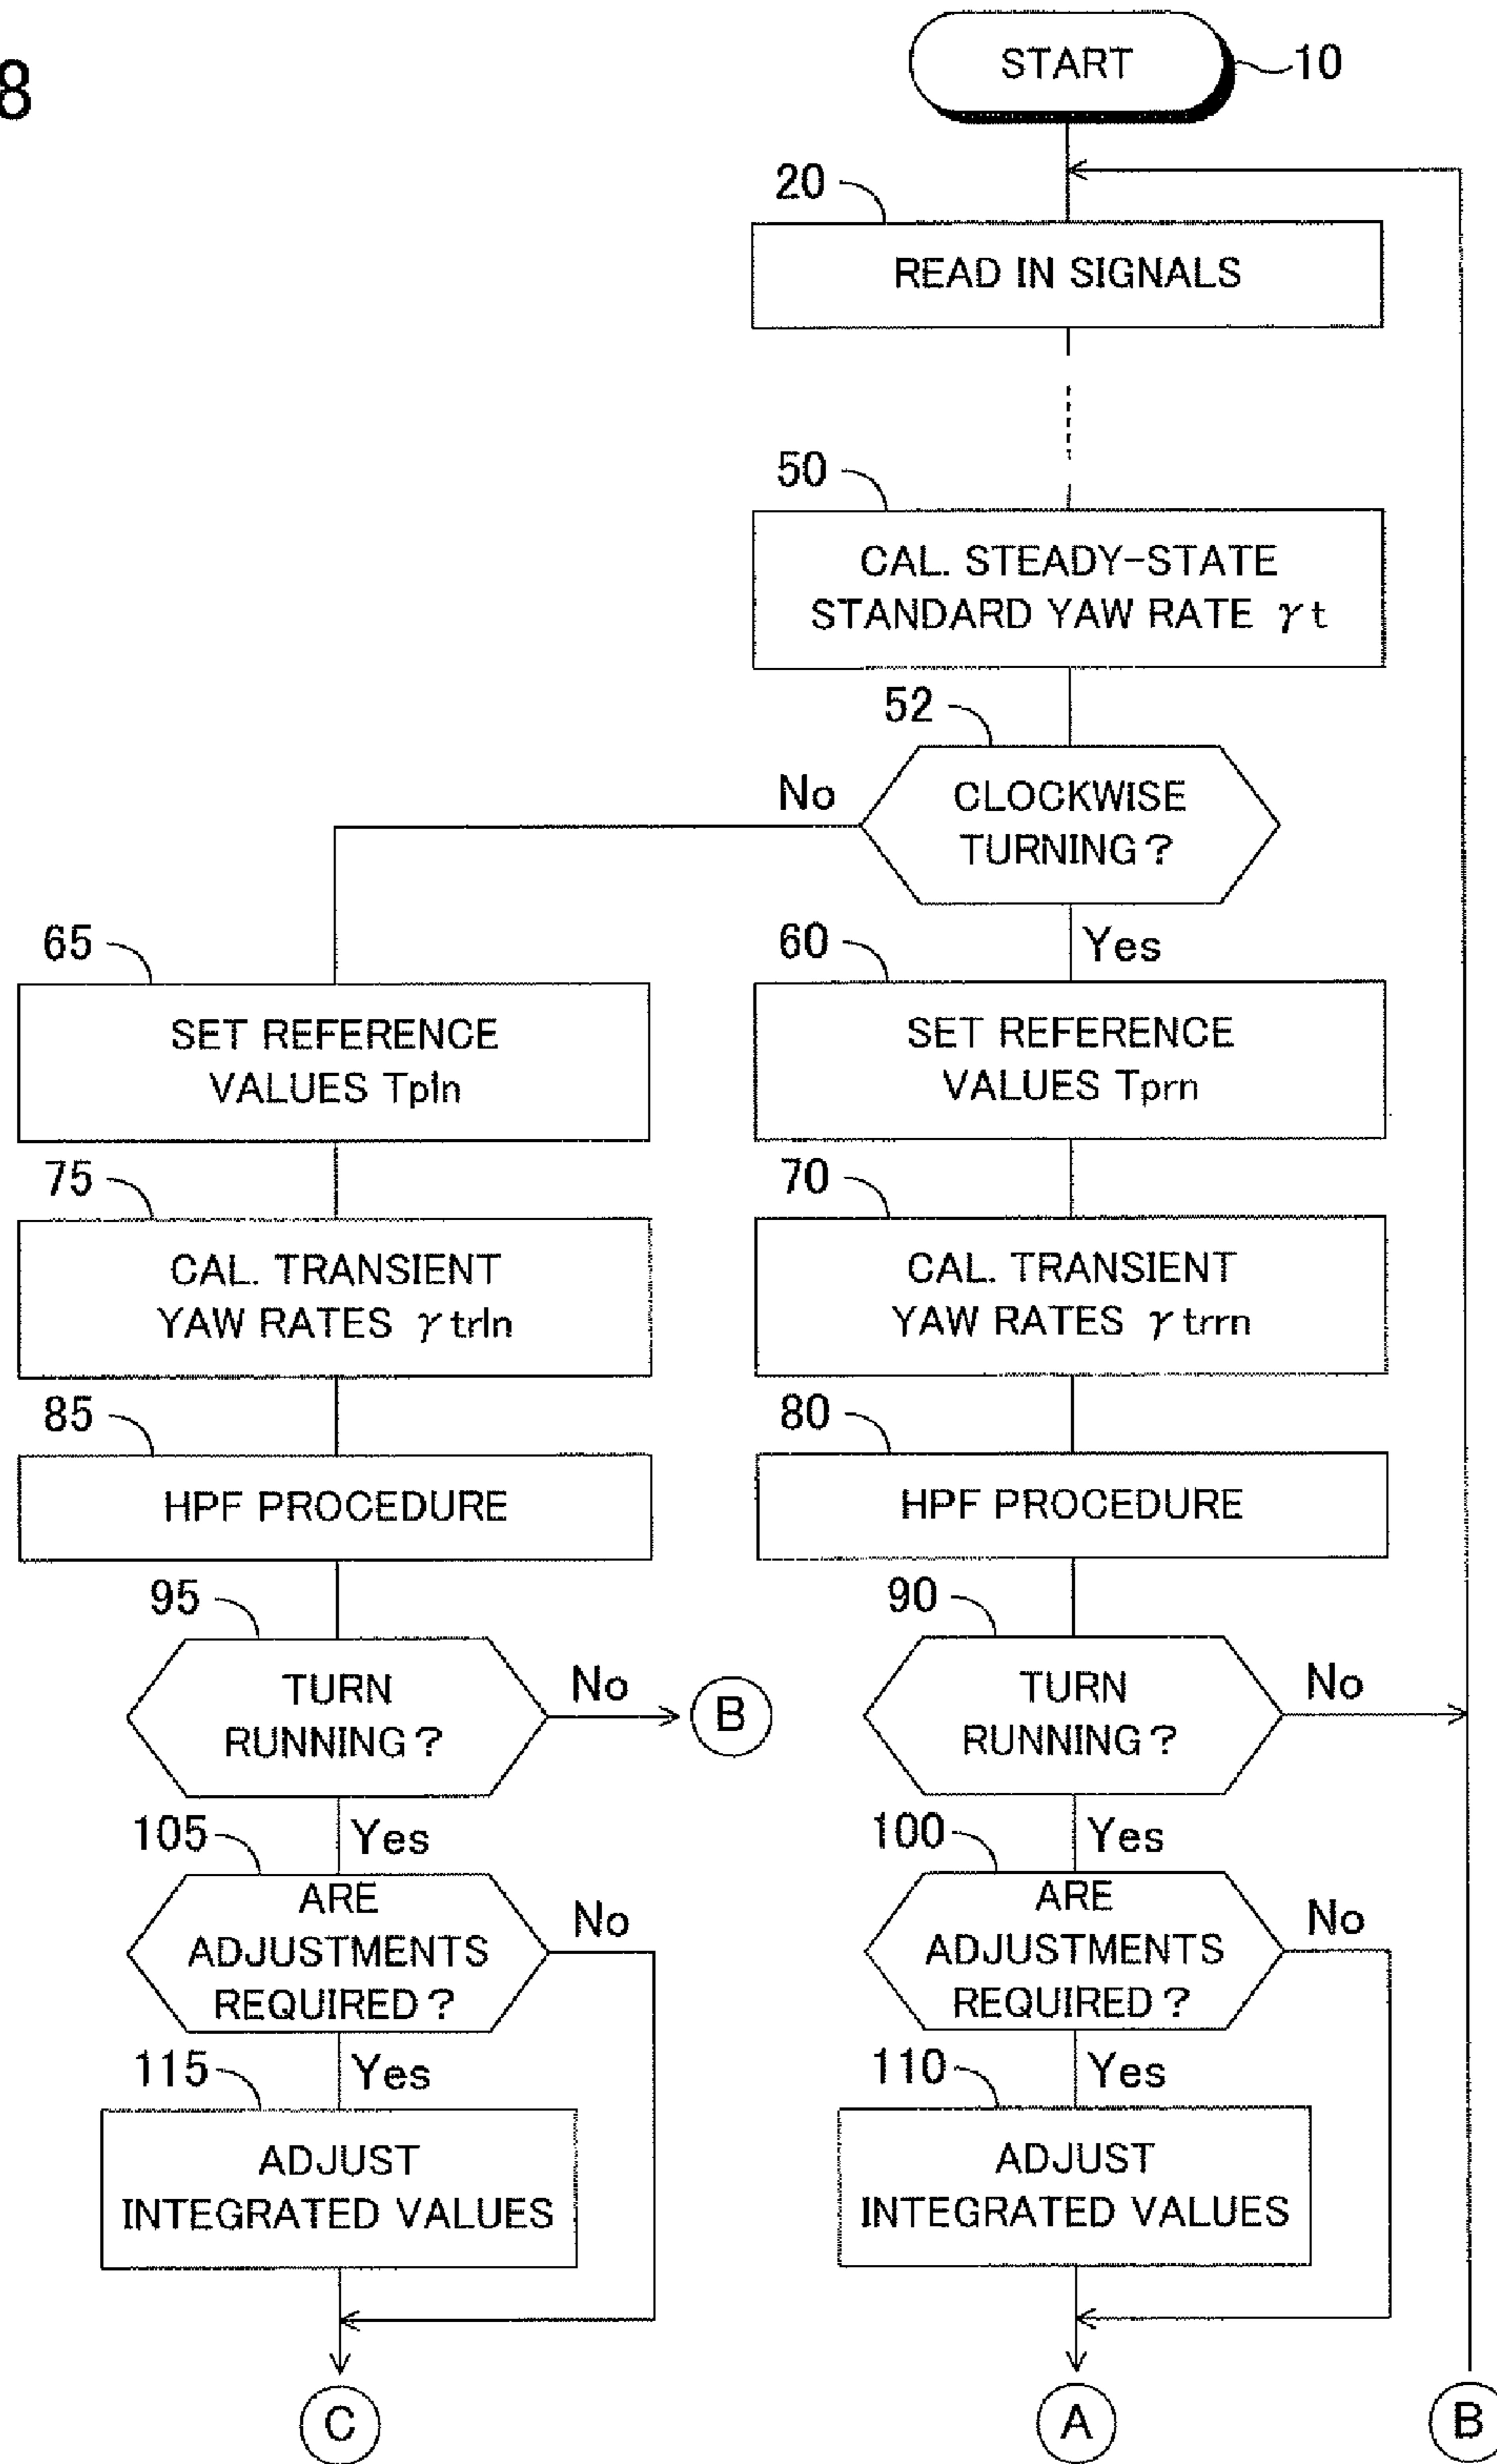 8
START
10
20
READ IN SIGNALS
50
CAL. STEADY-STATE
STANDARD YAW RATE γt
52
No
CLOCKWISE
TURNING?
Yes
65
SET REFERENCE
VALUES Tpln
60
SET REFERENCE
VALUES Tprn
75
CAL. TRANSIENT
YAW RATES γtrln
70
CAL. TRANSIENT
YAW RATES γtrrn
85
HPF PROCEDURE
80
HPF PROCEDURE
95
TURN
RUNNING?
No
B
Yes
90
TURN
RUNNING?
No
Yes
105
ARE
ADJUSTMENTS
REQUIRED?
No
Yes
100
ARE
ADJUSTMENTS
REQUIRED?
No
Yes
115
ADJUST
INTEGRATED VALUES
110
ADJUST
INTEGRATED VALUES
C
A
B